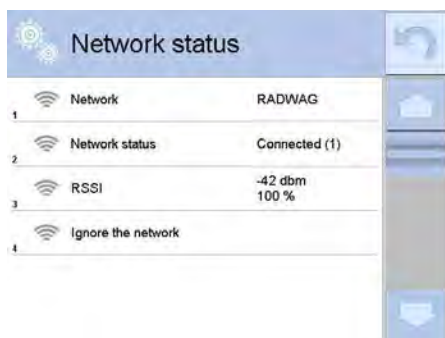 Network status
1 Network RADWAG
2 Network status Connected (1)
3 RSSI -42 dbm
100 %
4 Ignore the network